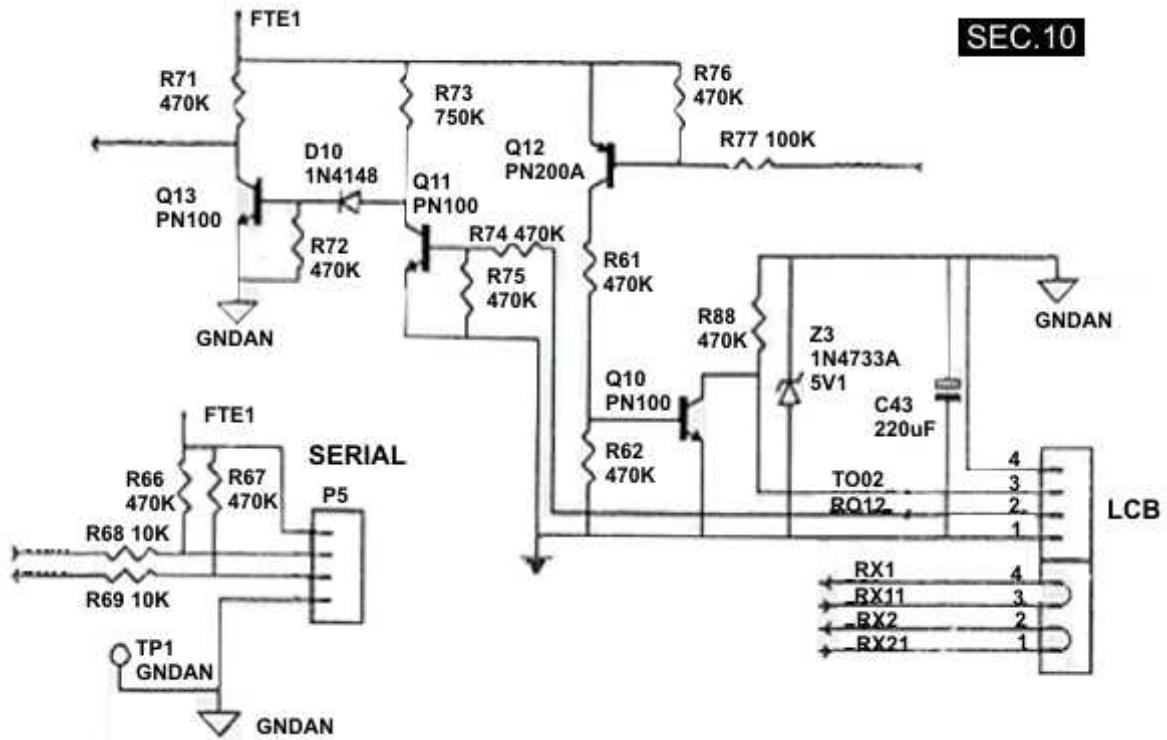 FTE1
SEC.10
R71
470K
R73
750K
R76
470K
R77 100K
Q12
PN200A
D10
1N4148
Q11
PN100
Q13
PN100
R72
470K
R74 470K
R75
470K
R61
470K
GNDAN
R88
470K
Z3
1N4733A
5V1
GNDAN
Q10
PN100
C43
220uF
R62
470K
FTE1
SERIAL
R66
470K
R67
470K
P5
R68 10K
R69 10K
TP1
GNDAN
GNDAN
4
TO02
3
RO12
2
1
LCB
RX1
4
RX11
3
RX2
2
RX21
1